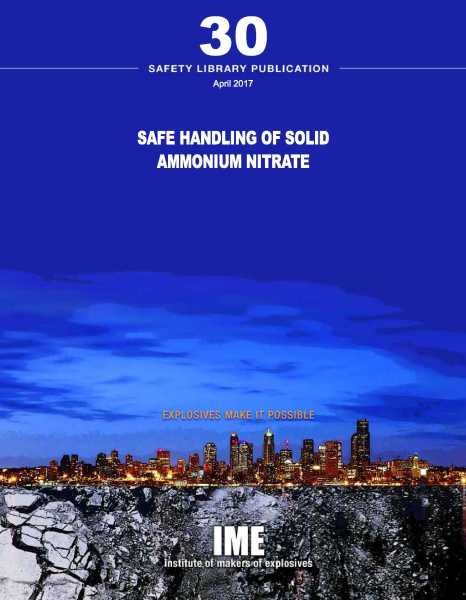 30
SAFETY LIBRARY PUBLICATION
April 2017
SAFE HANDLING OF SOLID
AMMONIUM NITRATE
EXPLOSIVES MAKE IT POSSIBLE
IME
institute of makers of explosives